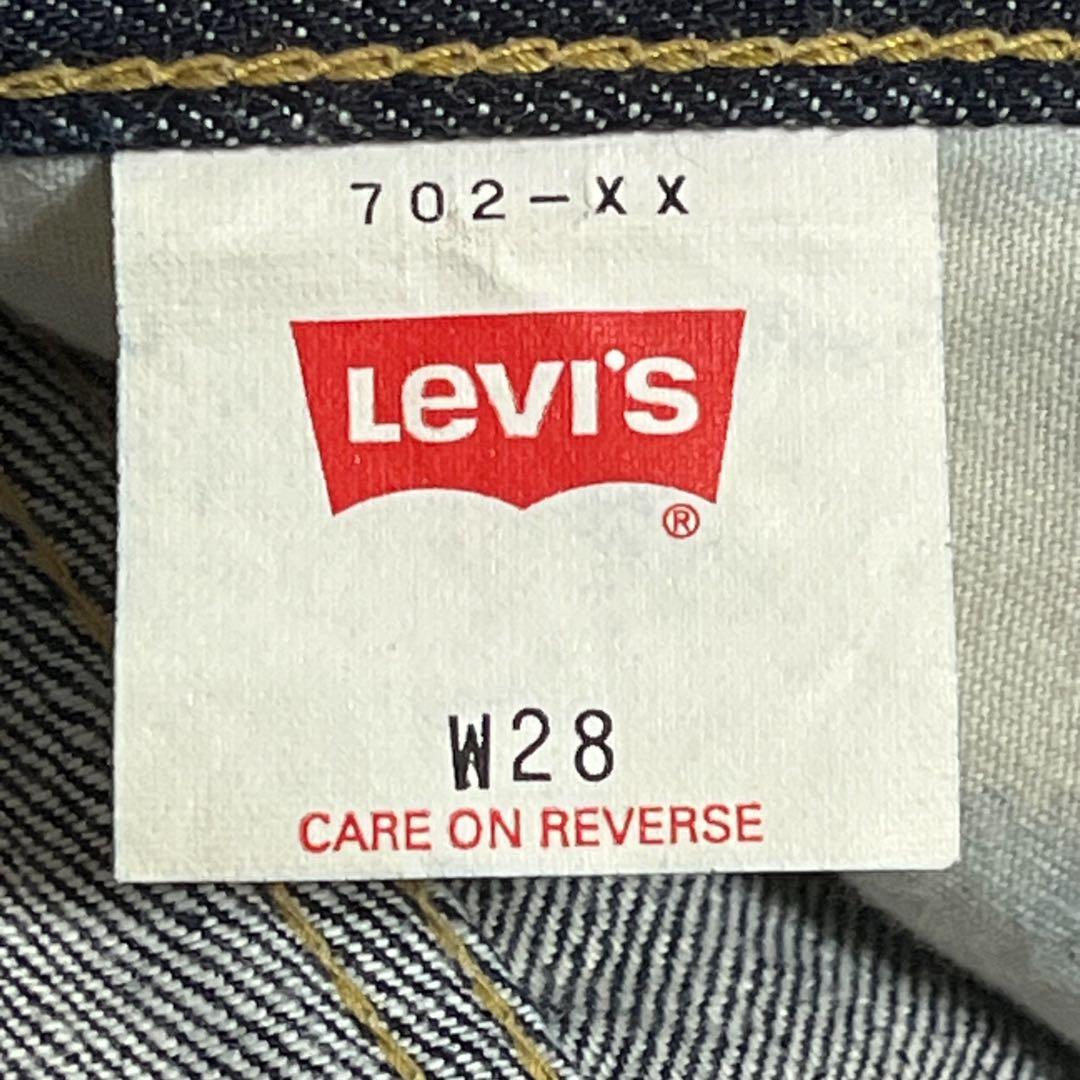 702-XX
Levi's
®
W28
CARE ON REVERSE